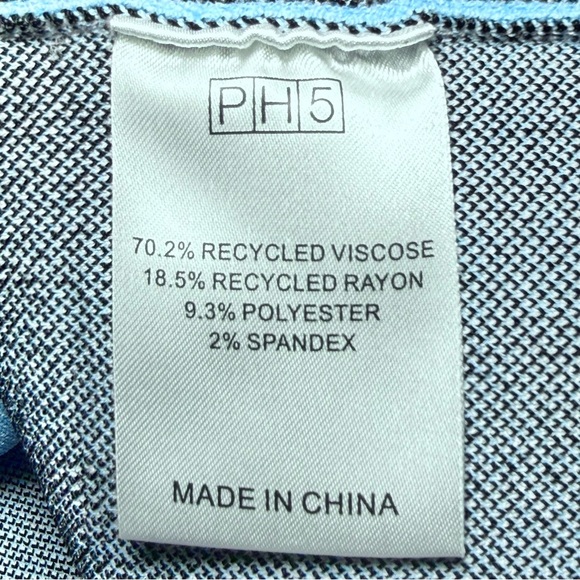 PH5
70.2% RECYCLED VISCOSE
18.5% RECYCLED RAYON
9.3% POLYESTER
2% SPANDEX
MADE IN CHINA